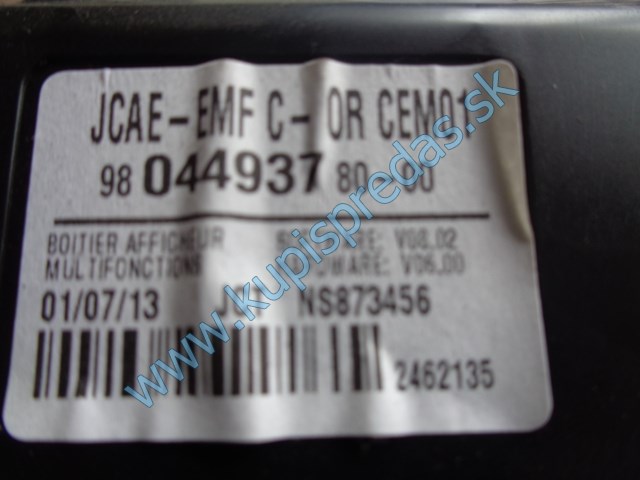 JCAE-EMF C- OR CEM01
98 044937 80-00
BOITIER AFFICHEUR V08.02
MULTIFONCTIONS V06.00
01/07/13 NS873456
2462135
www.kupispredas.sk